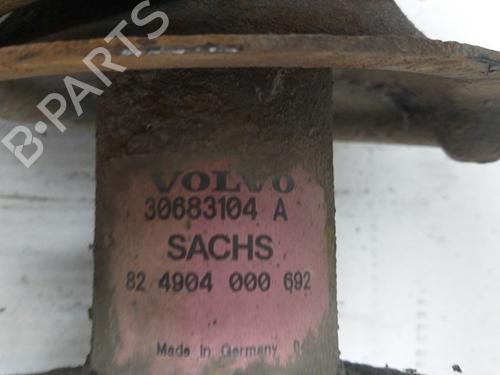 B-PARTS
VOLVO
30683104 A
SACHS
82 4904 000 692
Made in Germany